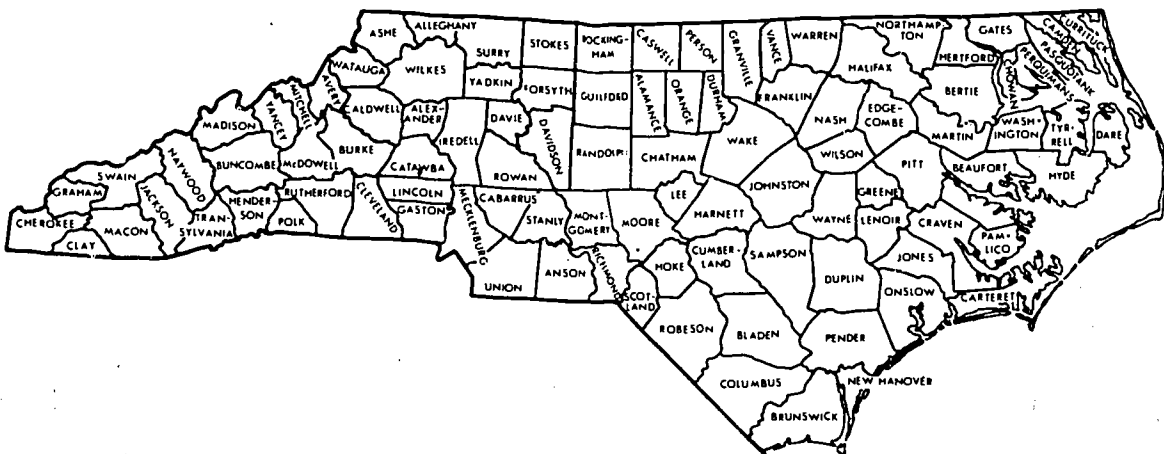 ASHE
ALLEGHANY
SURRY
STOKES
ROCKING-
HAM
CASWELL
PERSON
GRANVILLE
VANCE
WARREN
NORTHAMP-
TON
GATES
CURRITUCK
CAMDEN
PASQUOTANK
PERQUIMANS
CHOWAN
HERTFORD
HALIFAX
BERTIE
WATAUGA
WILKES
YADKIN
FORSYTH
GUILFORD
ALAMANCE
ORANGE
DURHAM
FRANKLIN
NASH
EDGE-
COMBE
MARTIN
WASH-
INGTON
TYR-
RELL
DARE
MITCHELL
AVERY
YANCEY
MADISON
CALDWELL
ALEX-
ANDER
IREDELL
DAVIE
DAVIDSON
RANDOLPH
CHATHAM
WAKE
WILSON
PITT
BEAUFORT
HYDE
HAYWOOD
BUNCOMBE
McDOWELL
BURKE
CATAWBA
ROWAN
SWAIN
GRAHAM
JACKSON
HENDER-
SON
RUTHERFORD
POLK
CLEVELAND
LINCOLN
GASTON
MECKLENBURG
CABARRUS
STANLY
MONT-
GOMERY
MOORE
LEE
HARNETT
JOHNSTON
WAYNE
GREENE
LENOIR
CRAVEN
PAM-
LICO
CHEROKEE
CLAY
MACON
TRAN-
SYLVANIA
UNION
ANSON
RICHMOND
SCOT-
LAND
HOKE
CUMBER-
LAND
SAMPSON
DUPLIN
JONES
ONSLOW
CARTERET
ROBESON
BLADEN
PENDER
COLUMBUS
NEW HANOVER
BRUNSWICK